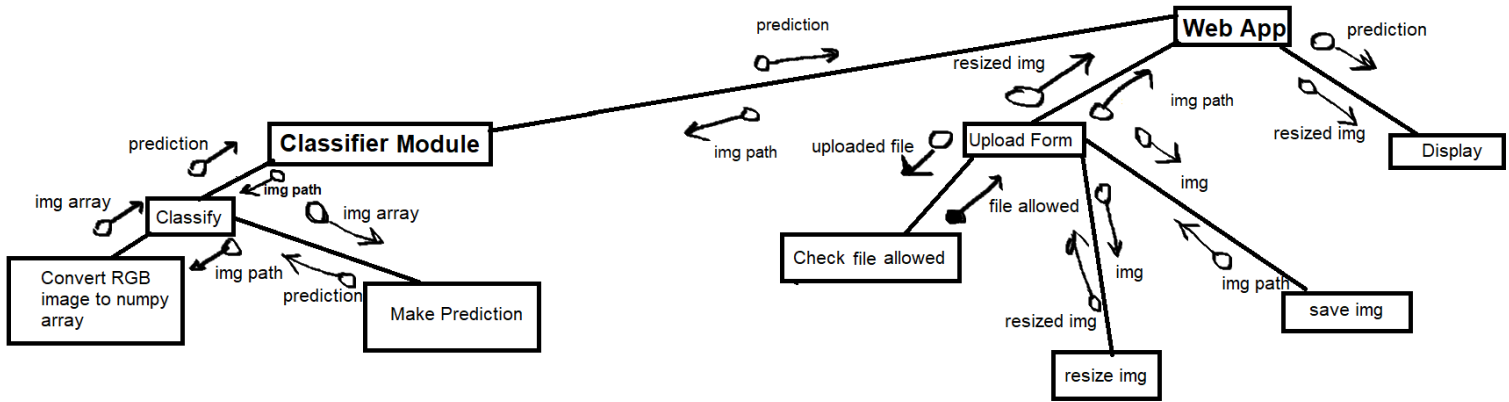 prediction
Web App
prediction
resized img
img path
resized img
Classifier Module
prediction
img path
uploaded file
Upload Form
Display
img path
img
img array
img array
Classify
file allowed
img path
prediction
Check file allowed
img
img path
Convert RGB
image to numpy
array
Make Prediction
resized img
save img
resize img